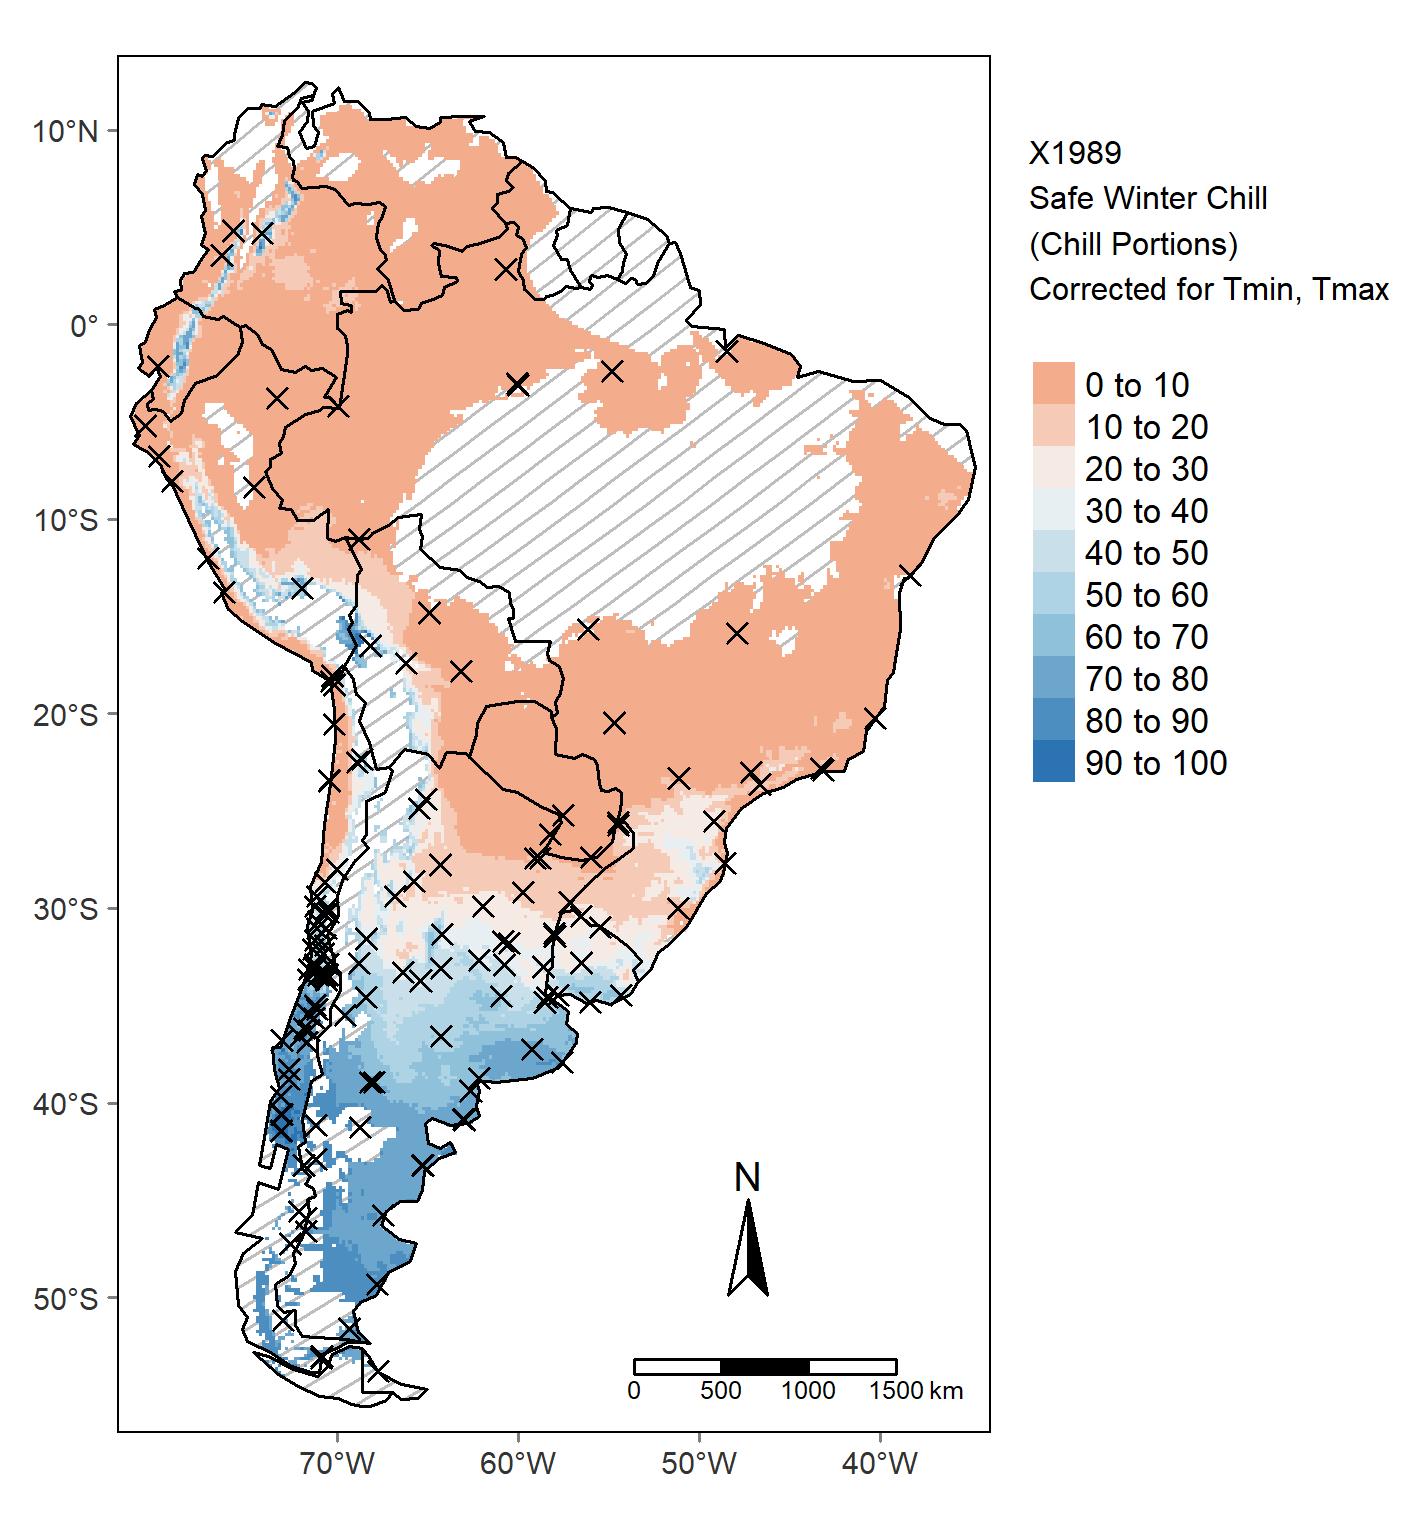 X1989
Safe Winter Chill
(Chill Portions)
Corrected for Tmin, Tmax
0 to 10
10 to 20
20 to 30
30 to 40
40 to 50
50 to 60
60 to 70
70 to 80
80 to 90
90 to 100
10°N
0°
10°S
20°S
30°S
40°S
50°S
N
0 500 1000 1500 km
70°W 60°W 50°W 40°W